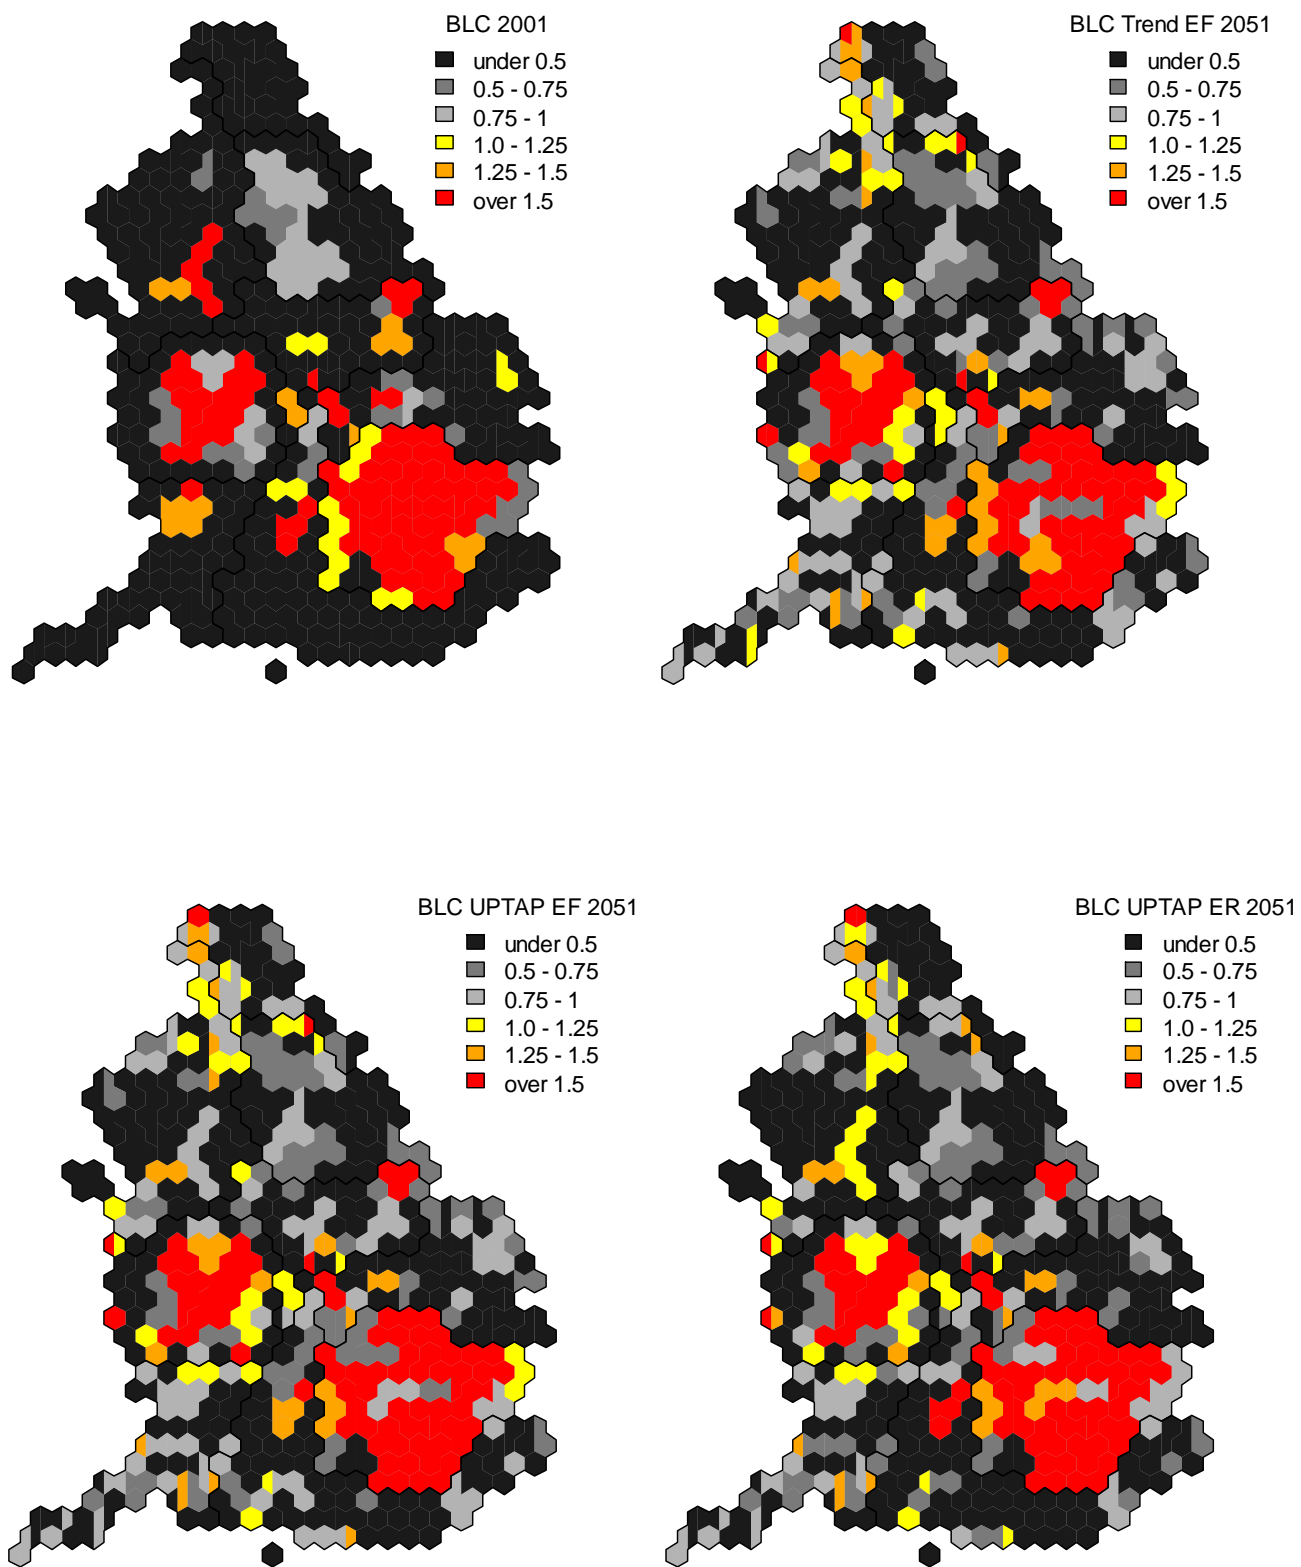 BLC 2001
under 0.5
0.5 - 0.75
0.75 - 1
1.0 - 1.25
1.25 - 1.5
over 1.5
BLC Trend EF 2051
under 0.5
0.5 - 0.75
0.75 - 1
1.0 - 1.25
1.25 - 1.5
over 1.5
BLC UPTAP EF 2051
under 0.5
0.5 - 0.75
0.75 - 1
1.0 - 1.25
1.25 - 1.5
over 1.5
BLC UPTAP ER 2051
under 0.5
0.5 - 0.75
0.75 - 1
1.0 - 1.25
1.25 - 1.5
over 1.5